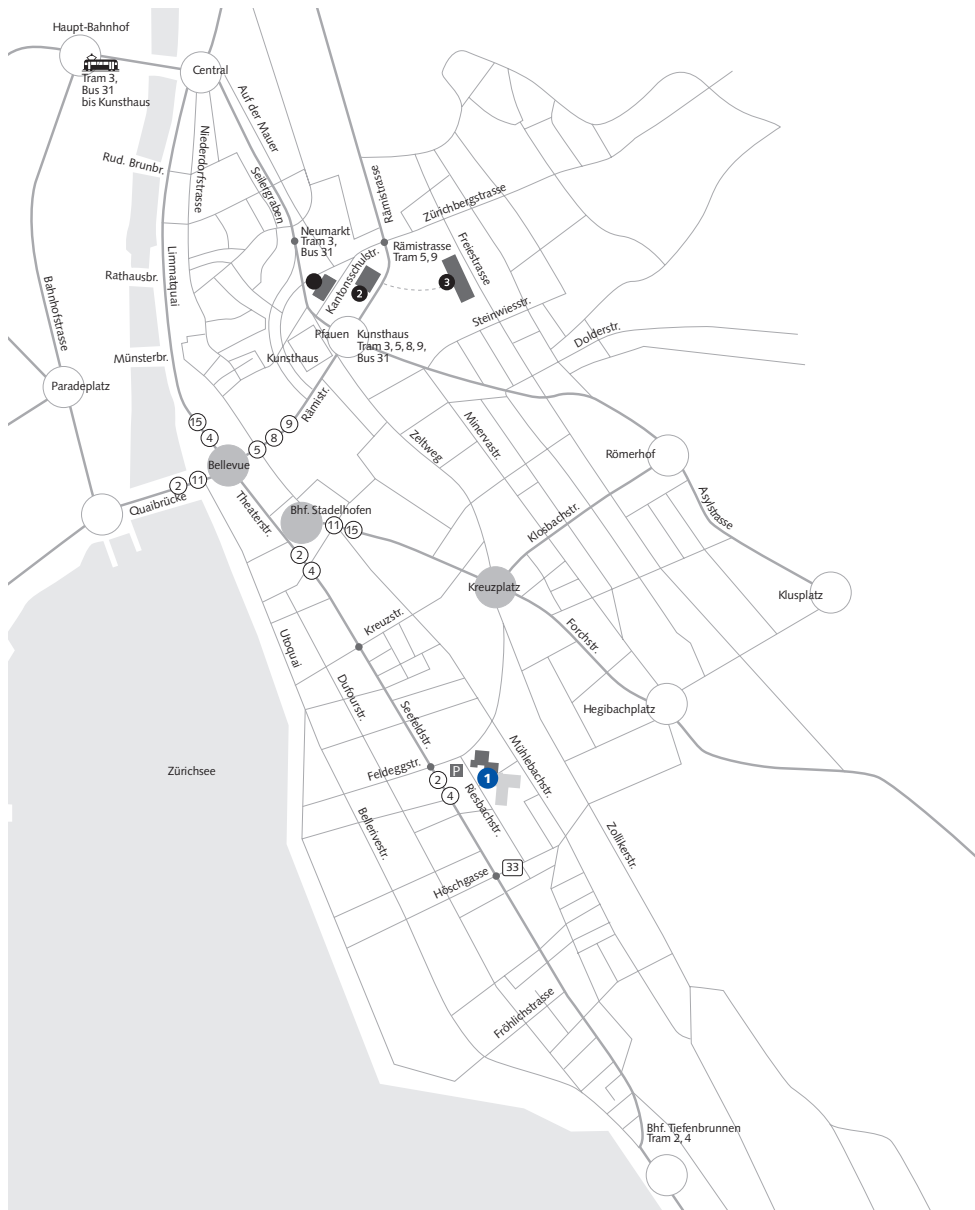 Haupt-Bahnhof
Tram 3,
Bus 31
bis Kunsthaus
Central
Auf der Mauer
Niederdorfstrasse
Rud. Brunbr.
Seilergraben
Rämistrasse
Zürichbergstrasse
Neumarkt
Tram 3,
Bus 31
Rämistrasse
Tram 5, 9
Freiestrasse
Limmatquai
Rathausbr.
Bahnhofstrasse
Kantonsschulstr.
2
3
Steinwiesstr.
Dolderstr.
Pfauen
Kunsthaus
Tram 3, 5, 8, 9,
Bus 31
Kunsthaus
Münsterbr.
Paradeplatz
Rämistr.
15
4
9
8
5
Zeltweg
Minervastr.
Römerhof
Bellevue
2
11
Quaibrücke
Theaterstr.
Bhf. Stadelhofen
11
15
Klosbachstr.
Asylstrasse
2
4
Kreuzplatz
Klusplatz
Kreuzstr.
Forchstr.
Utoquai
Dufourstr.
Seefeldstr.
Hegibachplatz
Mühlebachstr.
Zürichsee
Feldeggstr.
P
1
2
4
Riesbachstr.
Bellerivestr.
Zollikerstr.
33
Höschgasse
Fröhlichstrasse
Bhf. Tiefenbrunnen
Tram 2, 4